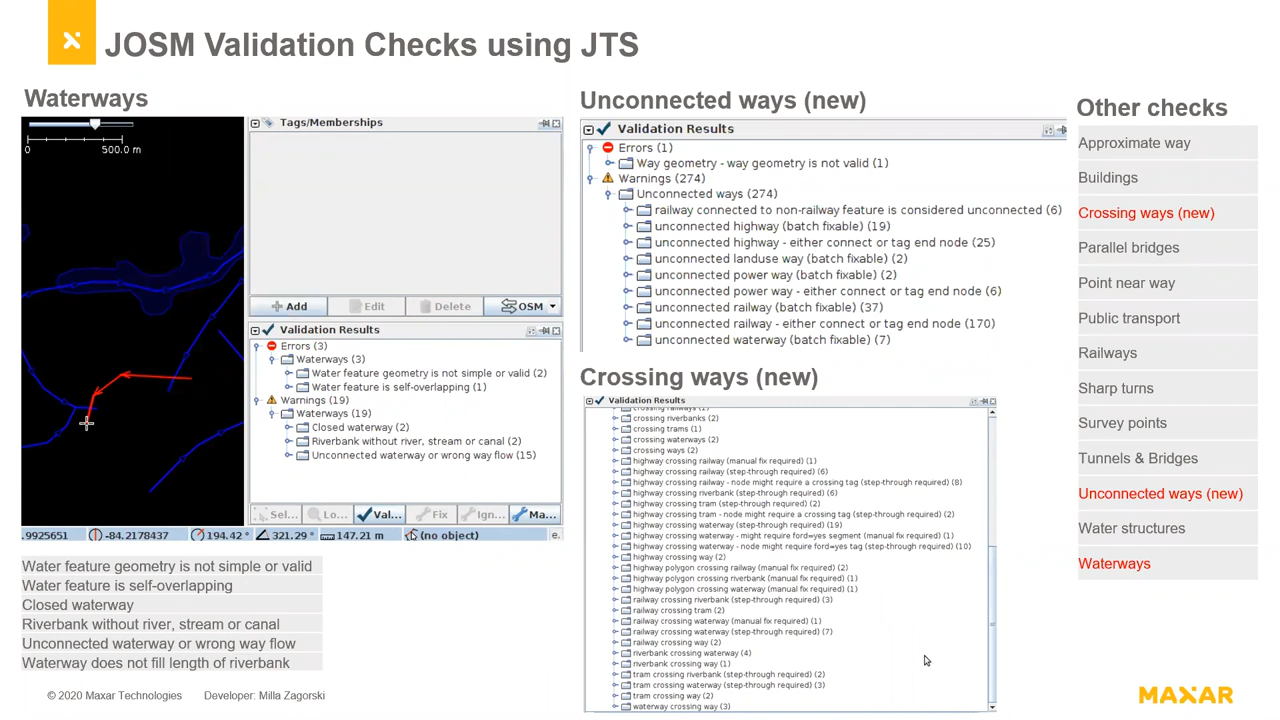 JOSM Validation Checks using JTS
Waterways
0
500.0 m
Tags/Memberships
Add
Edit
Delete
OSM
Validation Results
Errors (3)
Waterways (3)
Water feature geometry is not simple or valid (2)
Water feature is self-overlapping (1)
Warnings (19)
Waterways (19)
Closed waterway (2)
Riverbank without river, stream or canal (2)
Unconnected waterway or wrong way flow (15)
Sel...
Lo...
Val...
Fix
Ign...
Ma...
.9925651
-84.2178437
194.42 °
321.29 °
147.21 m
(no object)
e.
Water feature geometry is not simple or valid
Water feature is self-overlapping
Closed waterway
Riverbank without river, stream or canal
Unconnected waterway or wrong way flow
Waterway does not fill length of riverbank
Unconnected ways (new)
Validation Results
Errors (1)
Way geometry - way geometry is not valid (1)
Warnings (274)
Unconnected ways (274)
railway connected to non-railway feature is considered unconnected (6)
unconnected highway (batch fixable) (19)
unconnected highway - either connect or tag end node (25)
unconnected landuse way (batch fixable) (2)
unconnected power way (batch fixable) (2)
unconnected power way - either connect or tag end node (6)
unconnected railway (batch fixable) (37)
unconnected railway - either connect or tag end node (170)
unconnected waterway (batch fixable) (7)
Crossing ways (new)
Validation Results
crossing railways (1)
crossing riverbanks (2)
crossing trams (1)
crossing waterways (2)
crossing ways (2)
highway crossing railway (manual fix required) (1)
highway crossing railway (step-through required) (6)
highway crossing railway - node might require a crossing tag (step-through required) (8)
highway crossing riverbank (step-through required) (6)
highway crossing tram (step-through required) (2)
highway crossing tram - node might require a crossing tag (step-through required) (2)
highway crossing waterway (step-through required) (19)
highway crossing waterway - might require ford=yes segment (manual fix required) (1)
highway crossing waterway - node might require ford=yes tag (step-through required) (10)
highway crossing way (2)
highway polygon crossing railway (manual fix required) (2)
highway polygon crossing riverbank (manual fix required) (1)
highway polygon crossing waterway (manual fix required) (1)
railway crossing riverbank (step-through required) (3)
railway crossing tram (2)
railway crossing waterway (manual fix required) (1)
railway crossing waterway (step-through required) (7)
railway crossing way (2)
riverbank crossing waterway (4)
riverbank crossing way (1)
tram crossing riverbank (step-through required) (2)
tram crossing waterway (step-through required) (3)
tram crossing way (2)
waterway crossing way (3)
Other checks
Approximate way
Buildings
Crossing ways (new)
Parallel bridges
Point near way
Public transport
Railways
Sharp turns
Survey points
Tunnels & Bridges
Unconnected ways (new)
Water structures
Waterways
© 2020 Maxar Technologies
Developer: Milla Zagorski
MAXAR